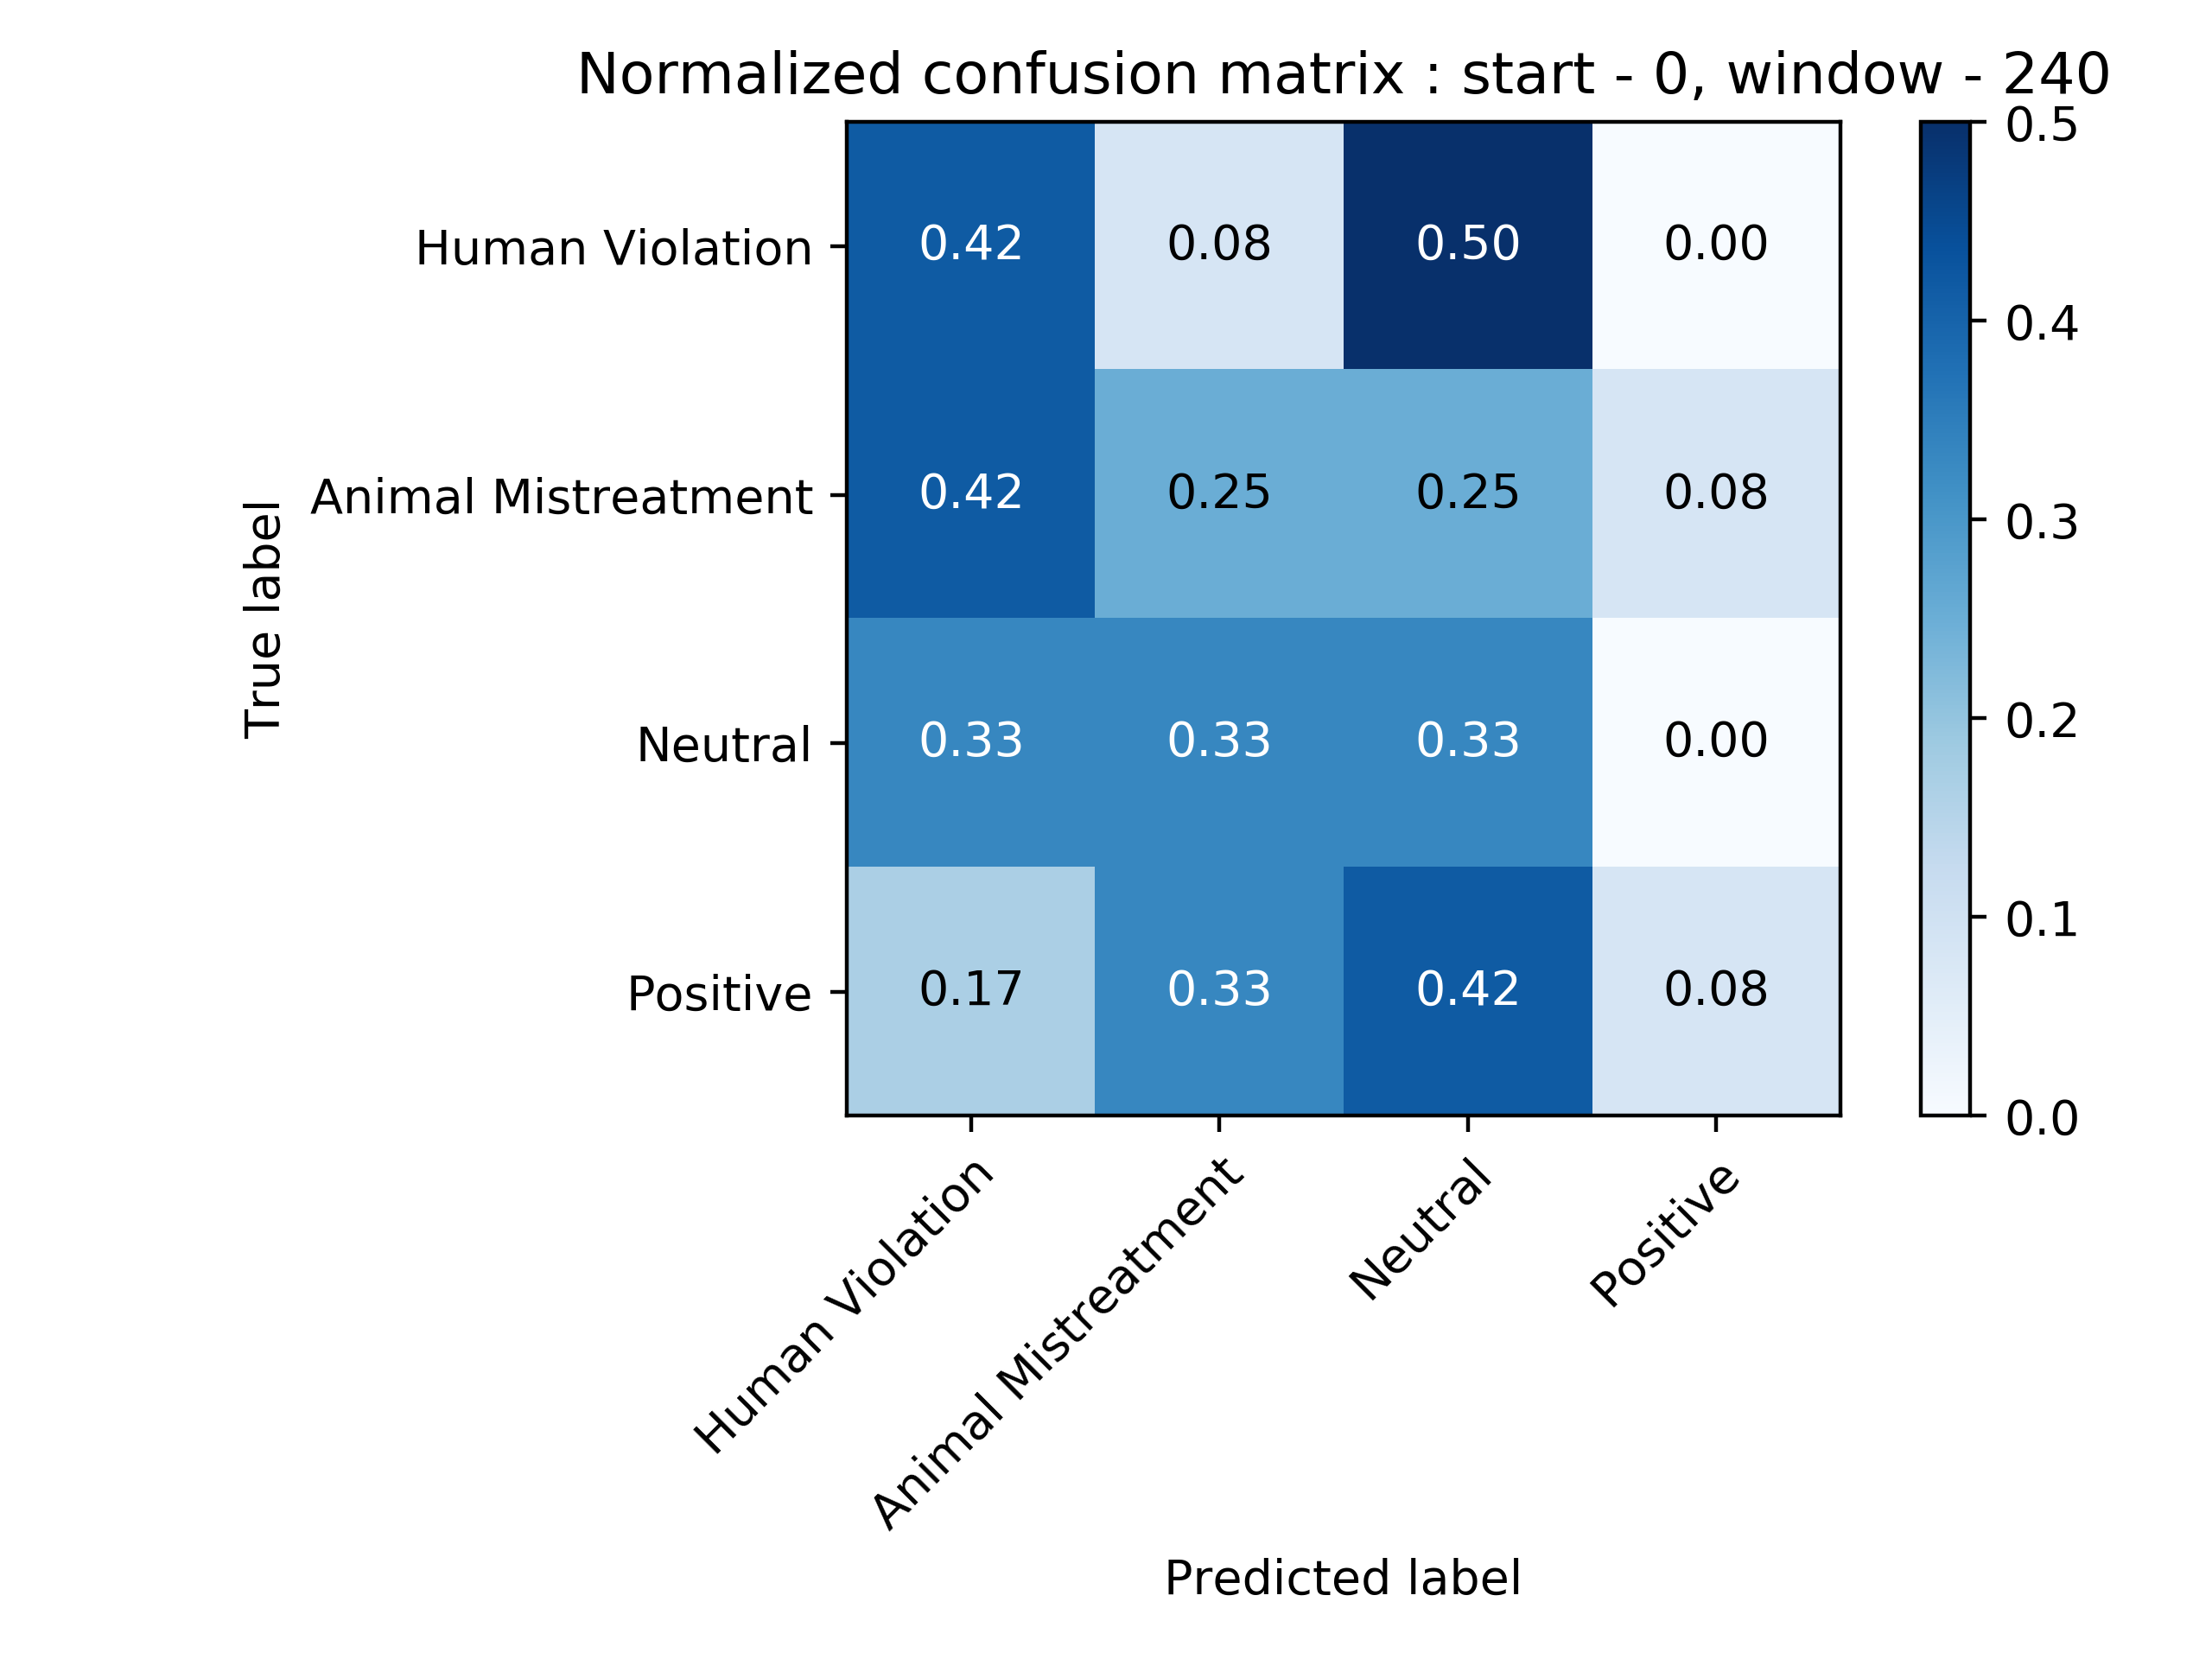 Normalized confusion matrix : start - 0, window - 240
True label
Human Violation
Animal Mistreatment
Neutral
Positive
0.42 0.08 0.50 0.00
0.42 0.25 0.25 0.08
0.33 0.33 0.33 0.00
0.17 0.33 0.42 0.08
0.5
0.4
0.3
0.2
0.1
0.0
Human Violation
Animal Mistreatment
Neutral
Positive
Predicted label